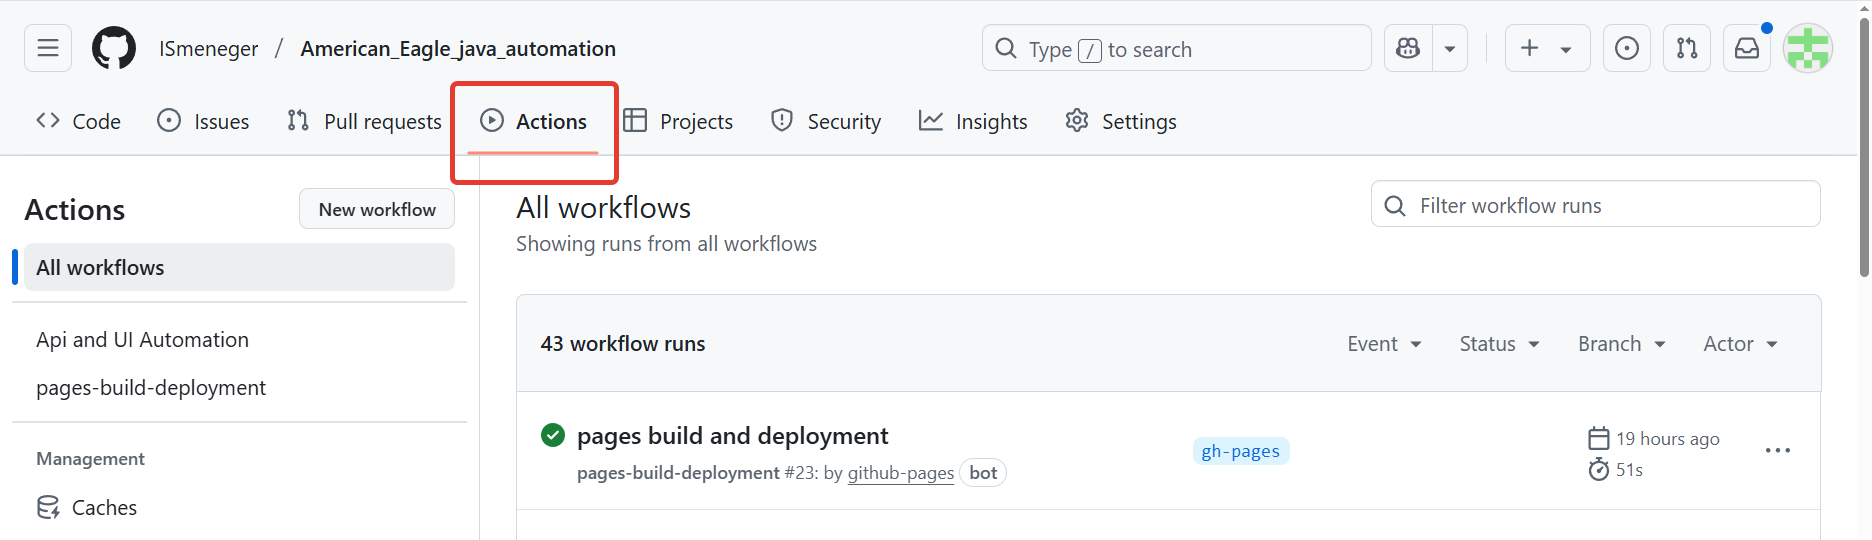 ISmeneger / American_Eagle_java_automation
Type / to search
Code
Issues
Pull requests
Actions
Projects
Security
Insights
Settings
Actions
New workflow
All workflows
Api and UI Automation
pages-build-deployment
Management
Caches
All workflows
Showing runs from all workflows
Filter workflow runs
43 workflow runs
Event
Status
Branch
Actor
pages build and deployment
pages-build-deployment #23: by github-pages bot
gh-pages
19 hours ago
51s